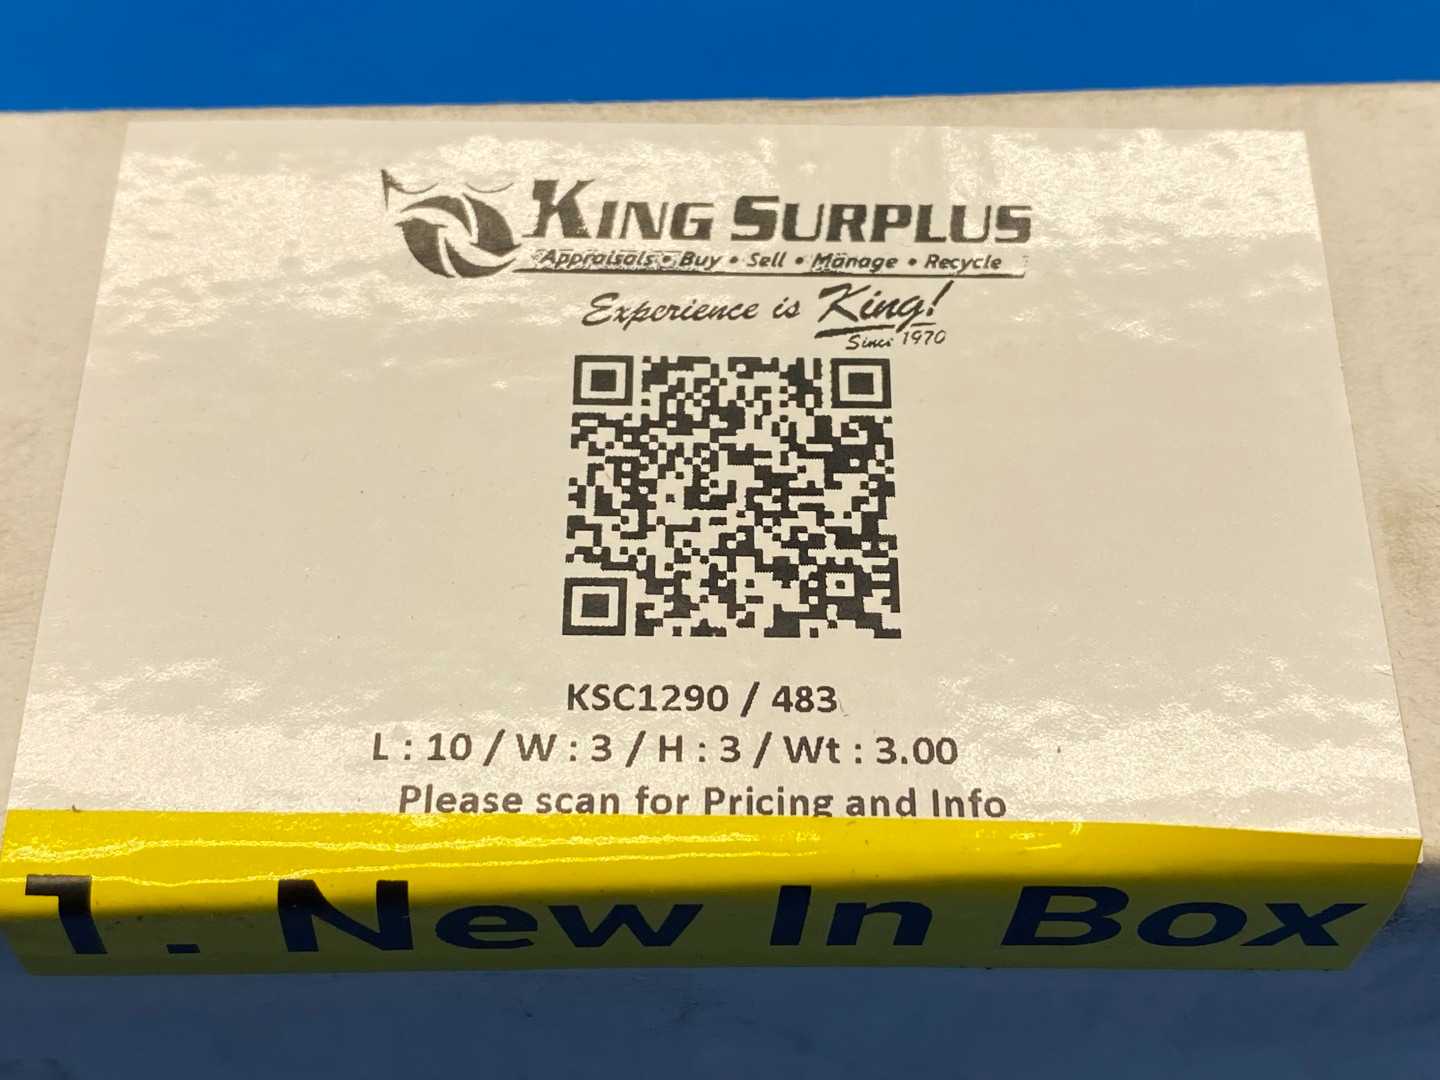 KING SURPLUS
Appraisals • Buy • Sell • Manage • Recycle
Experience is King!
Since 1970
KSC1290 / 483
L : 10 / W : 3 / H : 3 / Wt : 3.00
Please scan for Pricing and Info
1. New In Box